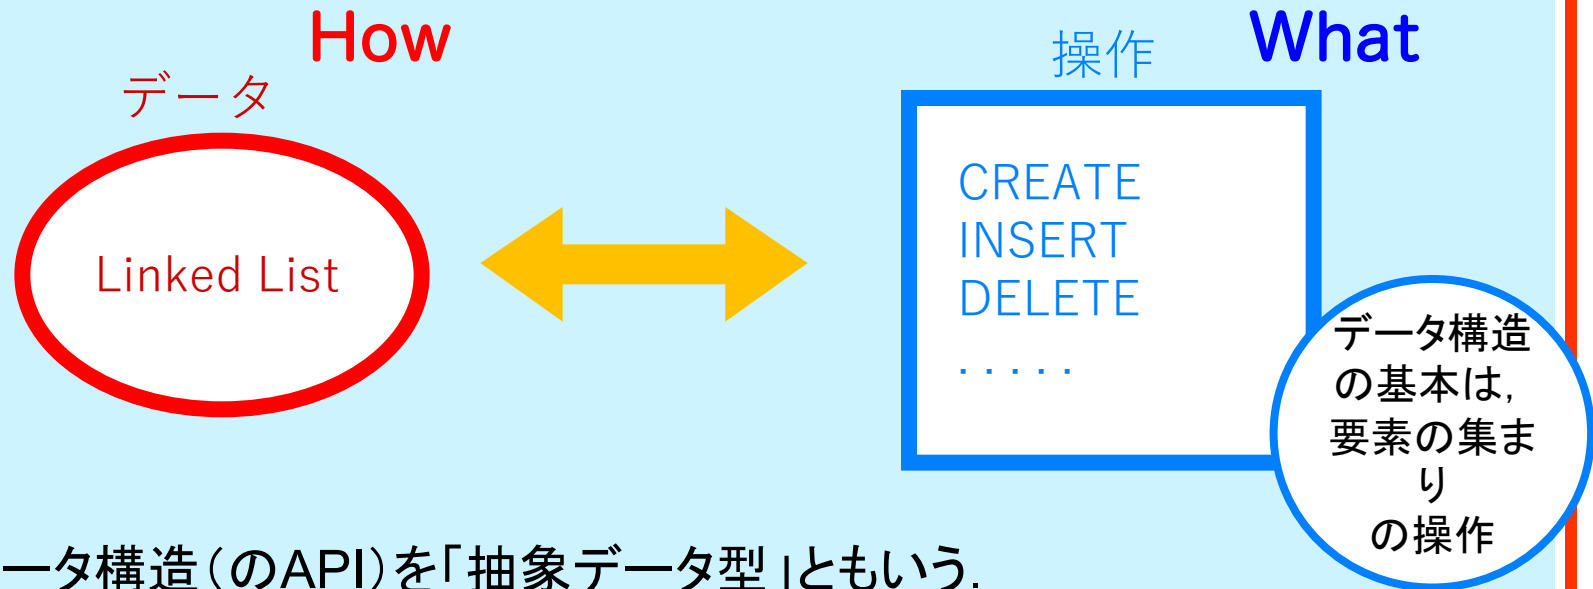 How
What
データ
操作
Linked List
CREATE
INSERT
DELETE
.....
データ構造
の基本は,
要素の集ま
り
の操作
ータ構造(のAPI)を「抽象データ型」ともいう.